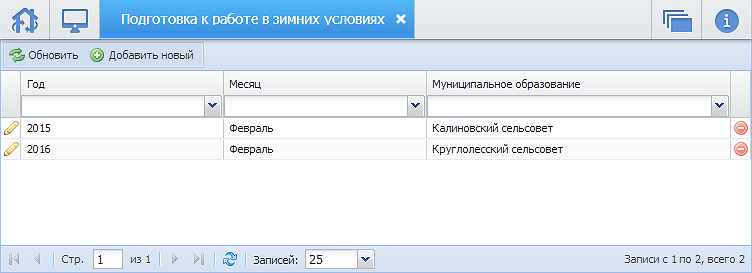 Подготовка к работе в зимних условиях
Обновить Добавить новый
Год Месяц Муниципальное образование
2015 Февраль Калиновский сельсовет
2016 Февраль Круглолесский сельсовет
Стр. 1 из 1 Записей: 25 Записи с 1 по 2, всего 2